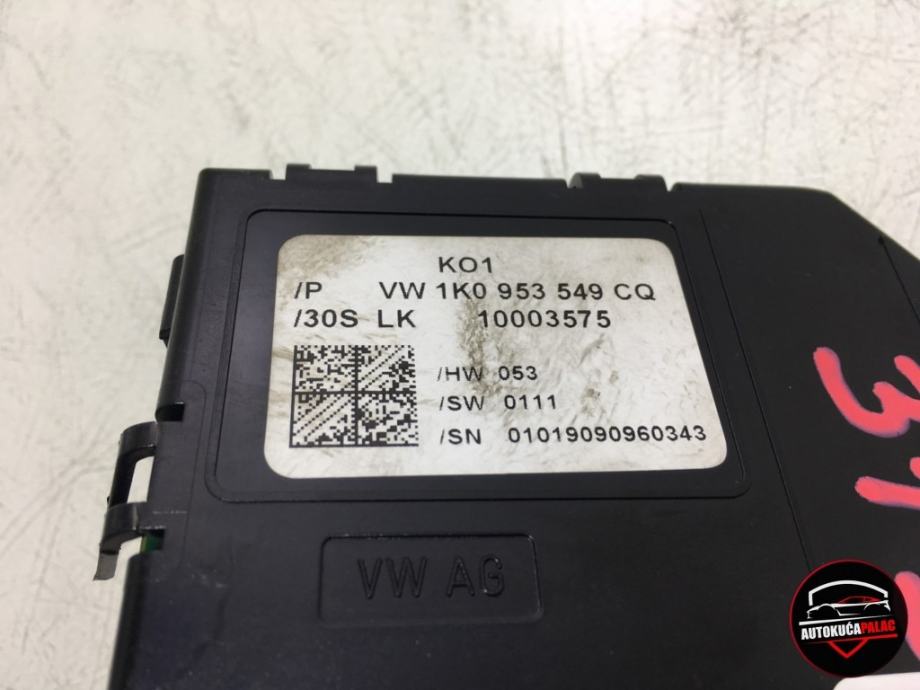 KO1
/P VW 1K0 953 549 CQ
/30S LK 10003575
/HW 053
/SW 0111
/SN 01019090960343
VW AG
AUTOKUĆAPALAC